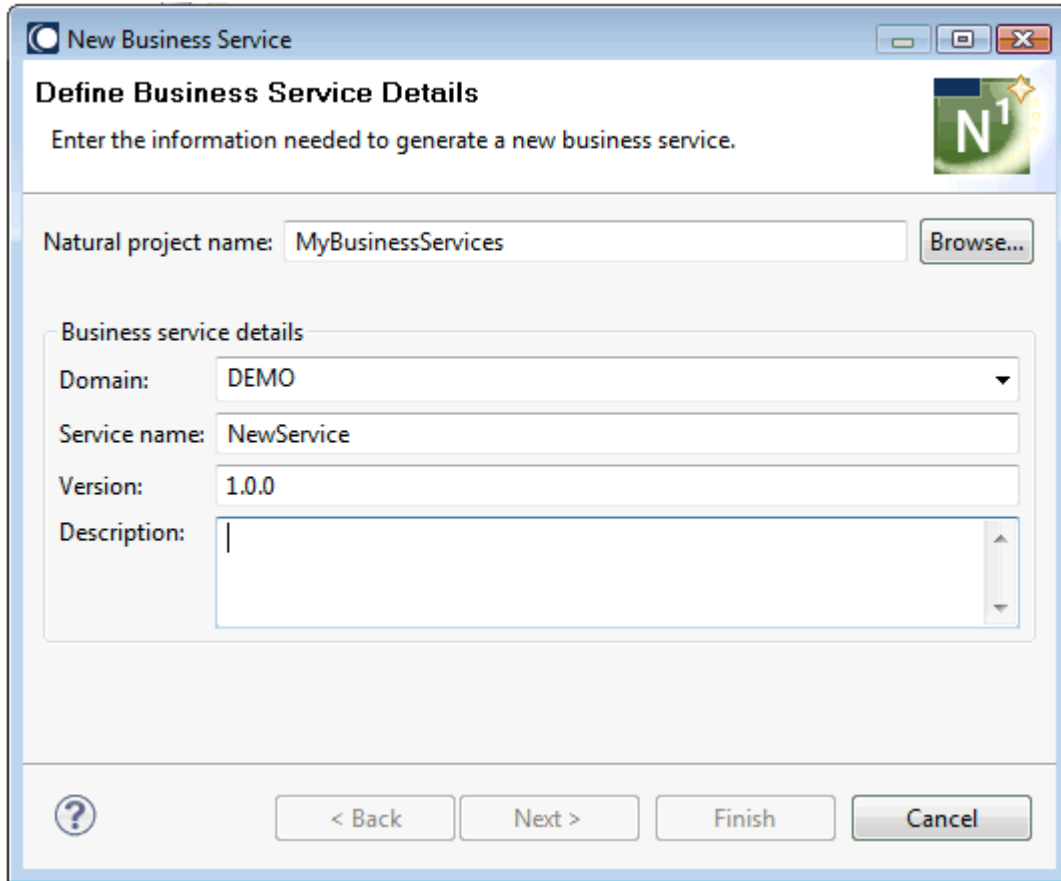 New Business Service
Define Business Service Details
Enter the information needed to generate a new business service.
N1
Natural project name: MyBusinessServices Browse...
Business service details
Domain: DEMO
Service name: NewService
Version: 1.0.0
Description:
? < Back Next > Finish Cancel